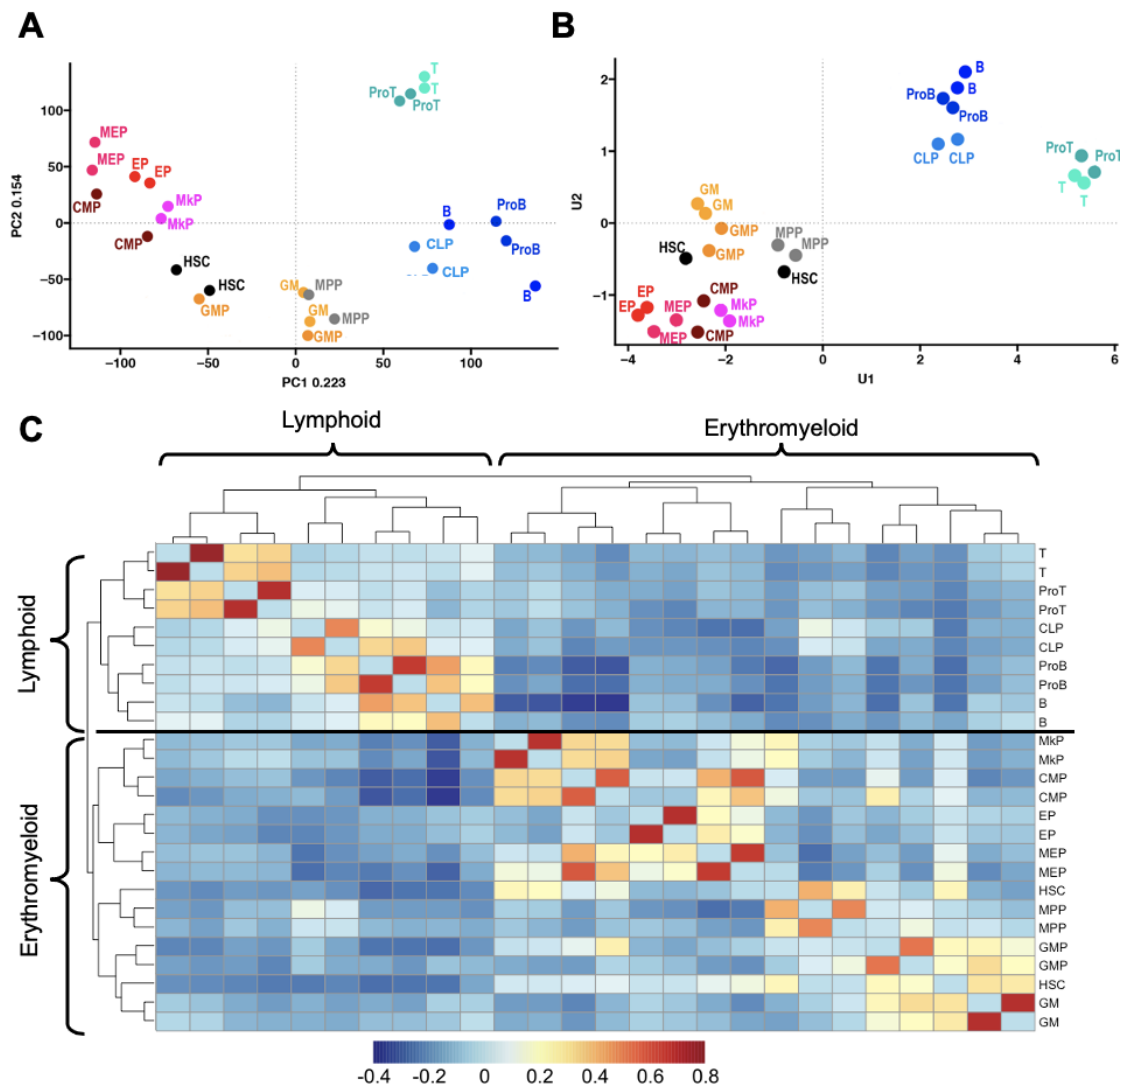 A
B
T
T
ProT
ProT
MEP
MEP
EP
EP
MkP
MkP
CMP
CMP
HSC
HSC
GMP
GM
MPP
GM
MPP
GMP
B
ProB
ProB
CLP
CLP
B
100
50
0
−50
−100
PC2 0.154
−100
−50
0
50
100
PC1 0.223
B
B
ProB
ProB
CLP
CLP
ProT
ProT
T
T
GM
GM
GMP
GMP
MPP
MPP
HSC
HSC
EP
EP
MEP
MEP
CMP
CMP
MkP
MkP
2
1
0
−1
U2
−4
−2
0
2
4
6
U1
C
Lymphoid
Erythromyeloid
Lymphoid
Erythromyeloid
T
T
ProT
ProT
CLP
CLP
ProB
ProB
B
B
MkP
MkP
CMP
CMP
EP
EP
MEP
MEP
HSC
MPP
MPP
GMP
GMP
HSC
GM
GM
-0.4 -0.2 0 0.2 0.4 0.6 0.8